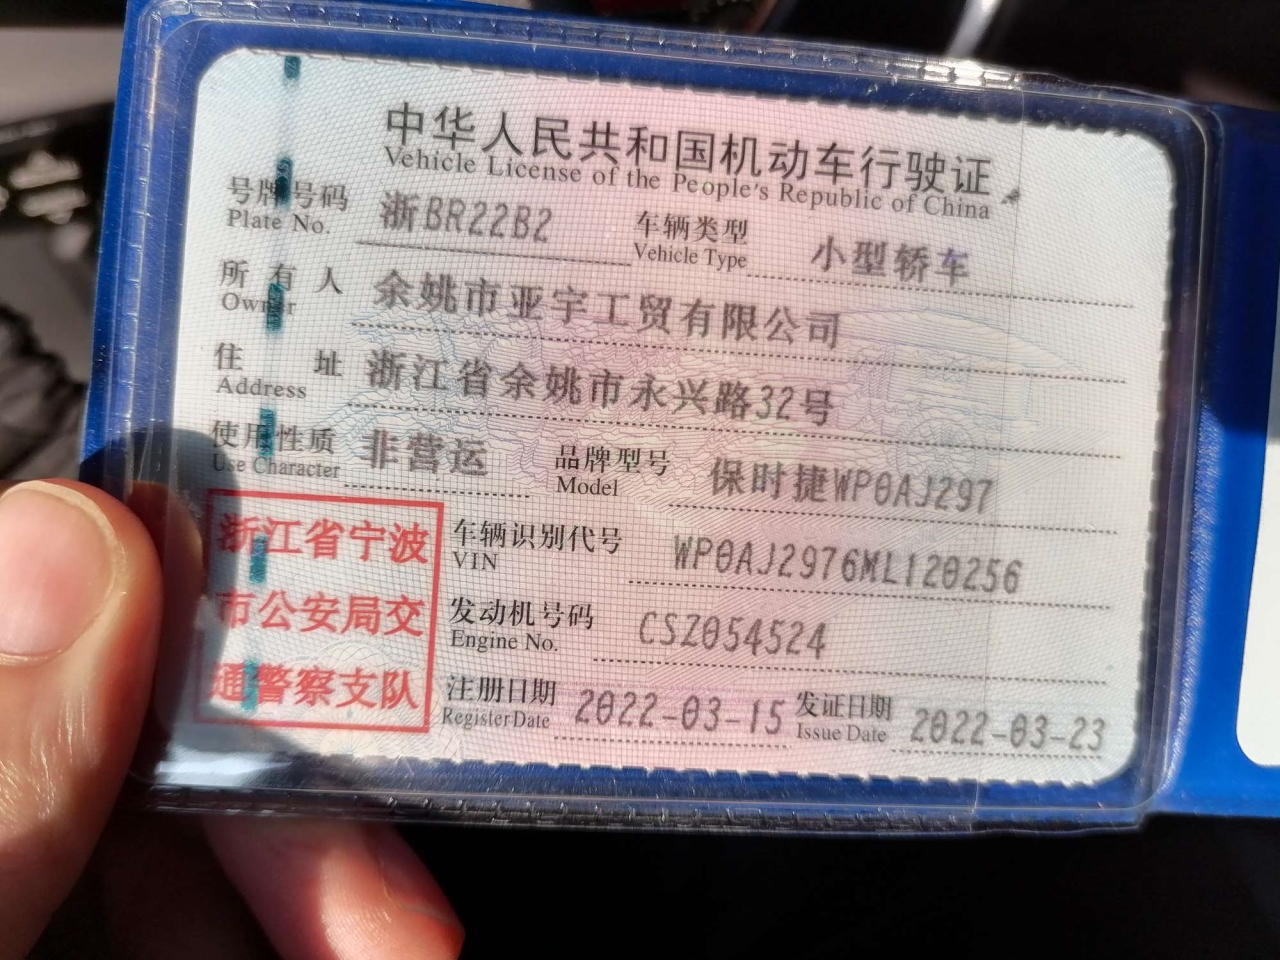 中华人民共和国机动车行驶证
Vehicle License of the People's Republic of China
号牌号码 浙BR22B2 车辆类型 小型轿车
Plate No. Vehicle Type
所有人 余姚市亚宇工贸有限公司
Owner
住址 浙江省余姚市永兴路32号
Address
使用性质 非营运 品牌型号 保时捷WP0AJ297
Use Character Model
浙江省宁波
市公安局交
通警察支队
车辆识别代号 WP0AJ2976ML120256
VIN
发动机号码 CSZ054524
Engine No.
注册日期 2022-03-15 发证日期 2022-03-23
Register Date Issue Date